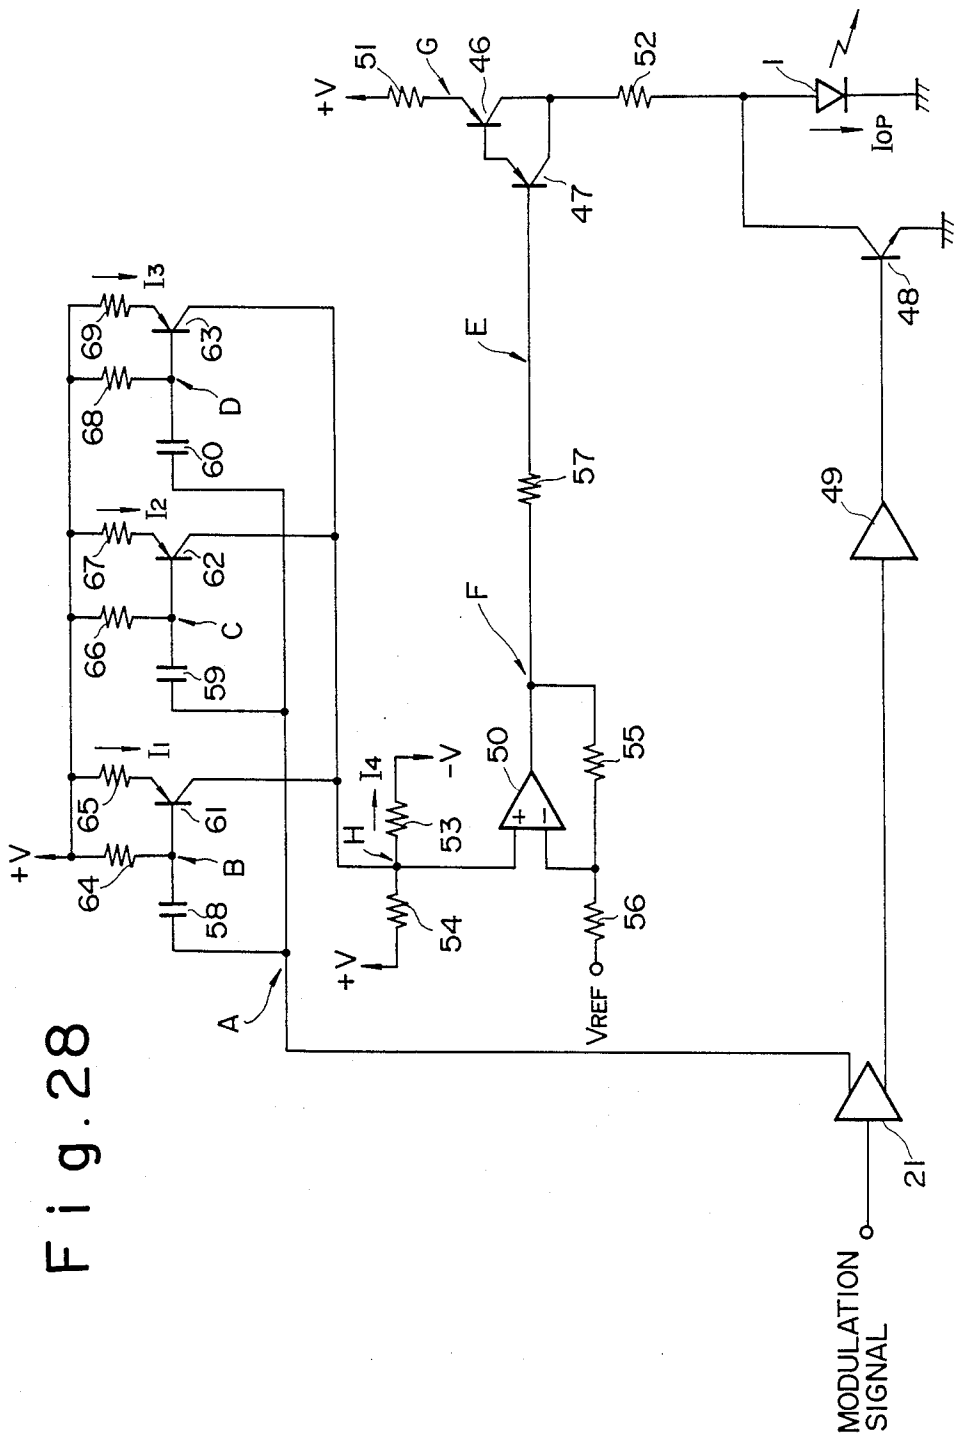 Fig.28
+V
64
65
I1
61
B
58
66
67
I2
62
C
59
68
69
I3
63
D
60
A
+V
54
H
53
I4
-V
50
+
-
55
56
VREF
F
57
E
+V
51
G
46
47
52
1
IOP
48
49
21
MODULATION
SIGNAL